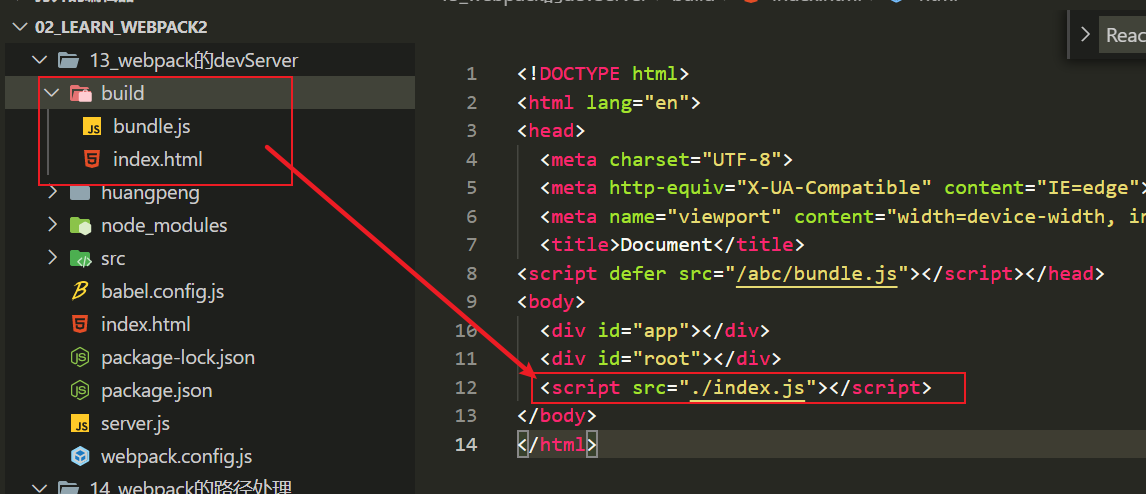 02_LEARN_WEBPACK2
13_webpack的devServer
build
bundle.js
index.html
huangpeng
node_modules
src
babel.config.js
index.html
package-lock.json
package.json
server.js
webpack.config.js
14_webpack的路径处理
Reac
1 <!DOCTYPE html>
2 <html lang="en">
3 <head>
4 <meta charset="UTF-8">
5 <meta http-equiv="X-UA-Compatible" content="IE=edge">
6 <meta name="viewport" content="width=device-width, in
7 <title>Document</title>
8 <script defer src="/abc/bundle.js"></script></head>
9 <body>
10 <div id="app"></div>
11 <div id="root"></div>
12 <script src="./index.js"></script>
13 </body>
14 </html>